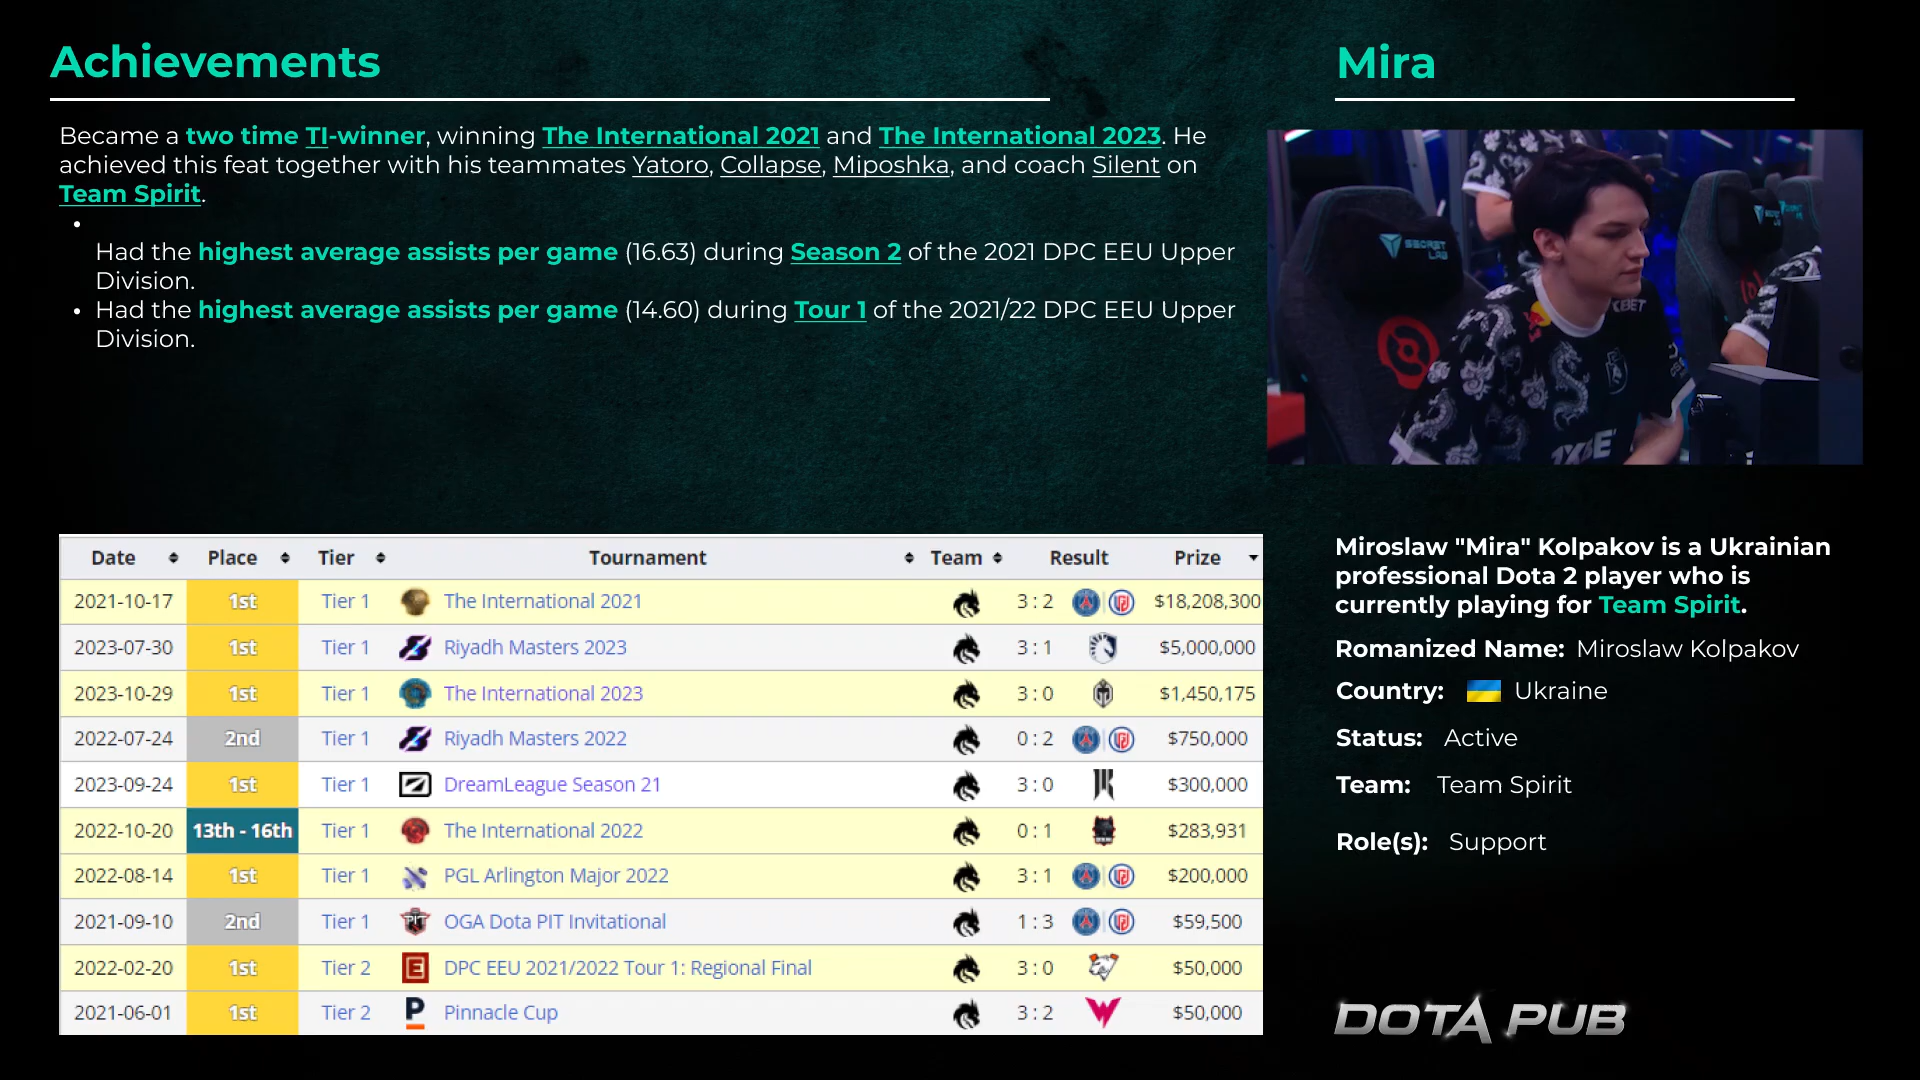 Achievements
Became a two time TI-winner, winning The International 2021 and The International 2023. He
achieved this feat together with his teammates Yatoro, Collapse, Miposhka, and coach Silent on
Team Spirit.
•
Had the highest average assists per game (16.63) during Season 2 of the 2021 DPC EEU Upper
Division.
• Had the highest average assists per game (14.60) during Tour 1 of the 2021/22 DPC EEU Upper
Division.
Date Place Tier Tournament Team Result Prize
2021-10-17 1st Tier 1 The International 2021 3 : 2 $18,208,300
2023-07-30 1st Tier 1 Riyadh Masters 2023 3 : 1 $5,000,000
2023-10-29 1st Tier 1 The International 2023 3 : 0 $1,450,175
2022-07-24 2nd Tier 1 Riyadh Masters 2022 0 : 2 $750,000
2023-09-24 1st Tier 1 DreamLeague Season 21 3 : 0 $300,000
2022-10-20 13th - 16th Tier 1 The International 2022 0 : 1 $283,931
2022-08-14 1st Tier 1 PGL Arlington Major 2022 3 : 1 $200,000
2021-09-10 2nd Tier 1 OGA Dota PIT Invitational 1 : 3 $59,500
2022-02-20 1st Tier 2 DPC EEU 2021/2022 Tour 1: Regional Final 3 : 0 $50,000
2021-06-01 1st Tier 2 Pinnacle Cup 3 : 2 $50,000
Mira
SECRET
LAB
1XBE
Miroslaw "Mira" Kolpakov is a Ukrainian
professional Dota 2 player who is
currently playing for Team Spirit.
Romanized Name: Miroslaw Kolpakov
Country: Ukraine
Status: Active
Team: Team Spirit
Role(s): Support
DOTA PUB